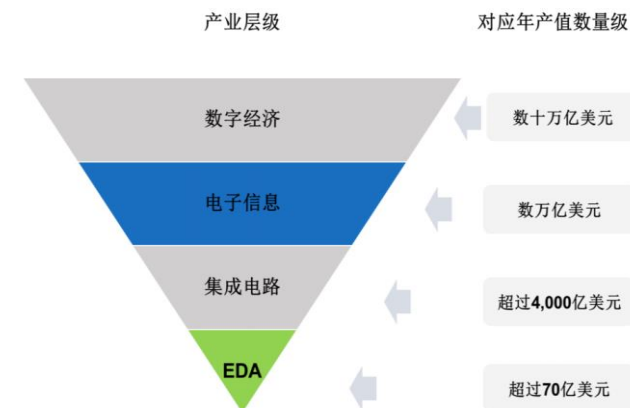 产业层级 对应年产值数量级
数字经济 数十万亿美元
电子信息 数万亿美元
集成电路 超过4,000亿美元
EDA 超过70亿美元